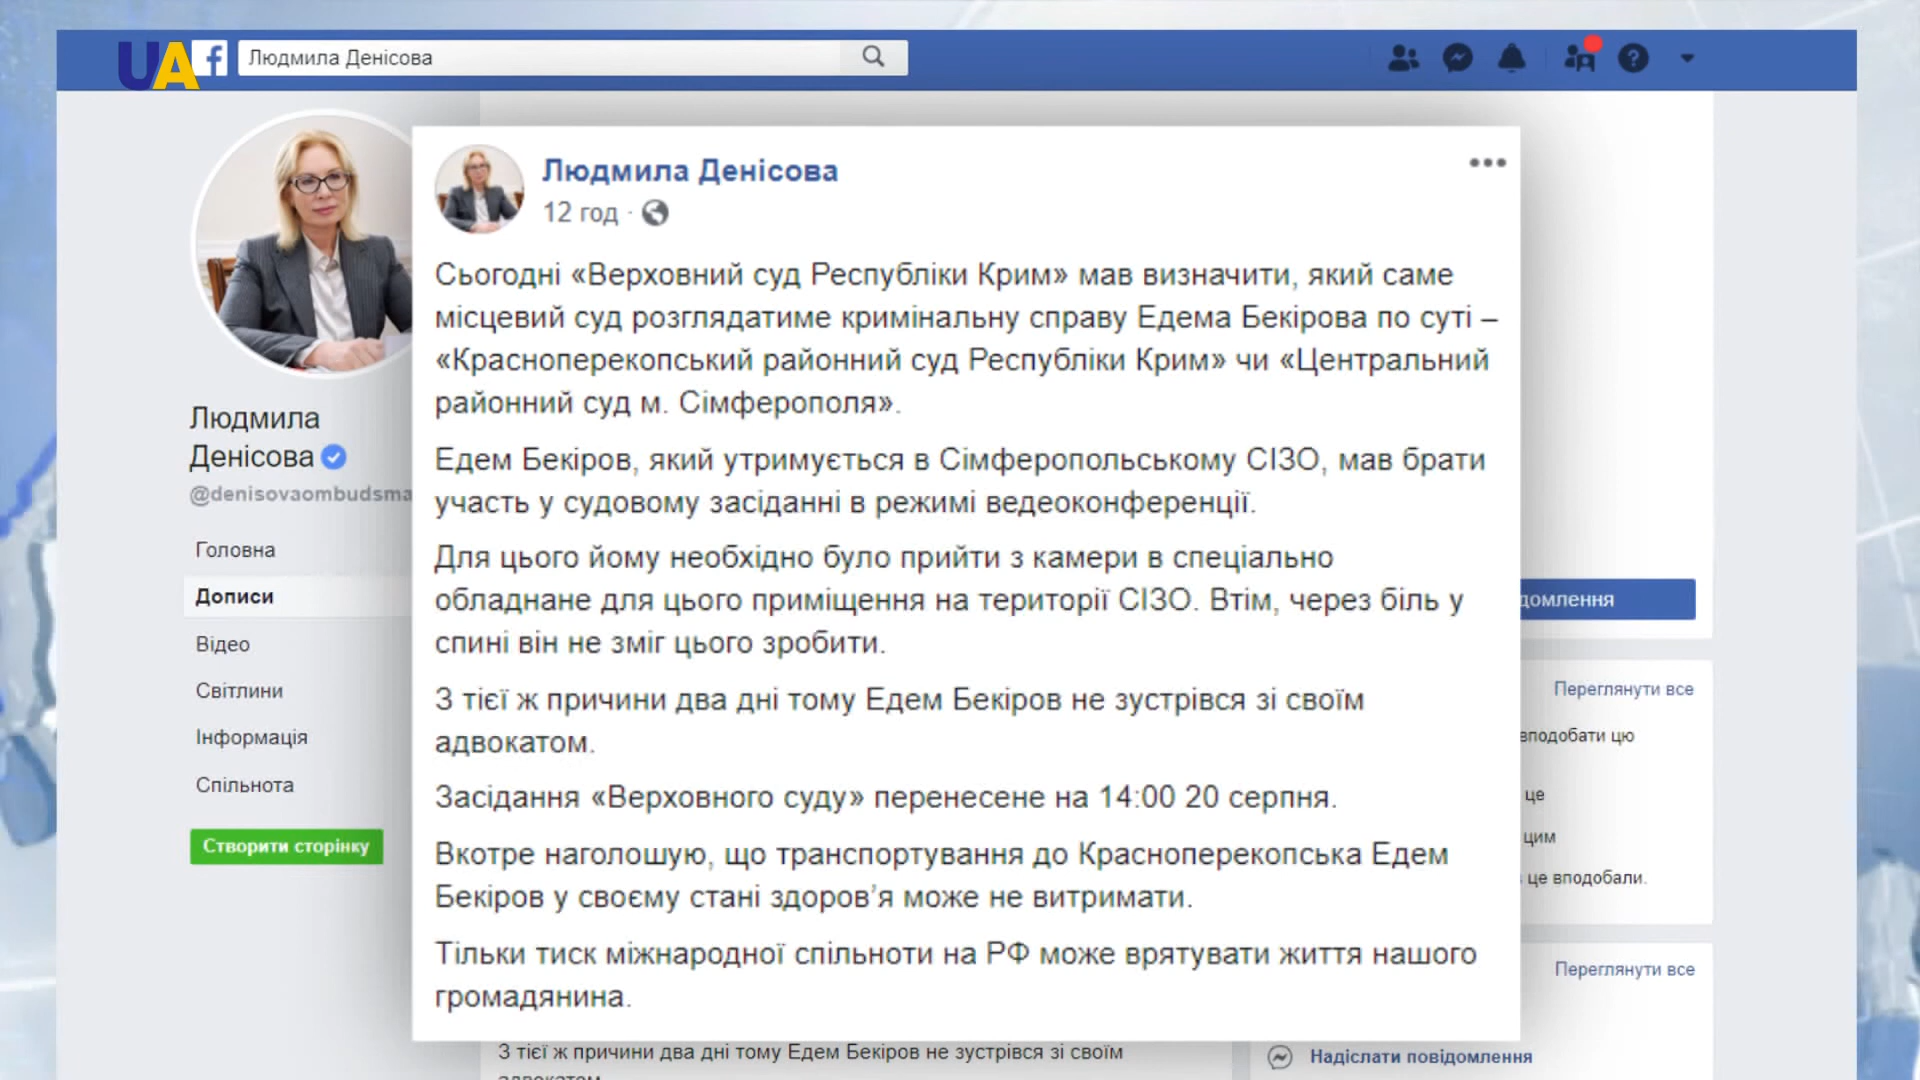 UA
f
Людмила Денісова
Людмила
Денісова
@denisovaombudsma
Головна
Дописи
Відео
Світлини
Інформація
Спільнота
Створити сторінку
Людмила Денісова
12 год ·
Сьогодні «Верховний суд Республіки Крим» мав визначити, який саме
місцевий суд розглядатиме кримінальну справу Едема Бекірова по суті –
«Красноперекопський районний суд Республіки Крим» чи «Центральний
районний суд м. Сімферополя».
Едем Бекіров, який утримується в Сімферопольському СІЗО, мав брати
участь у судовому засіданні в режимі ведеоконференції.
Для цього йому необхідно було прийти з камери в спеціально
обладнане для цього приміщення на території СІЗО. Втім, через біль у
спині він не зміг цього зробити.
З тієї ж причини два дні тому Едем Бекіров не зустрівся зі своїм
адвокатом.
Засідання «Верховного суду» перенесене на 14:00 20 серпня.
Вкотре наголошую, що транспортування до Красноперекопська Едем
Бекіров у своєму стані здоров’я може не витримати.
Тільки тиск міжнародної спільноти на РФ може врятувати життя нашого
громадянина.
З тієї ж причини два дні тому Едем Бекіров не зустрівся зі своїм
домлення
Переглянути все
вподобати цю
це
цим
це вподобали.
Переглянути все
Надіслати повідомлення